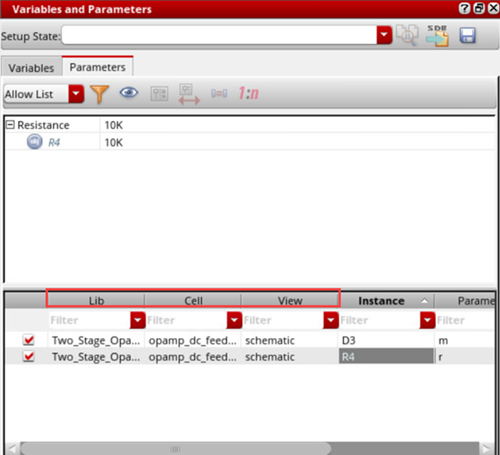 Variables and Parameters
Setup State:
Variables Parameters
Allow List 1:n
Resistance 10K
R4 10K
Lib Cell View Instance Parame
Filter Filter Filter Filter Filter
Two_Stage_Opa... opamp_dc_feed... schematic D3 m
Two_Stage_Opa... opamp_dc_feed... schematic R4 r